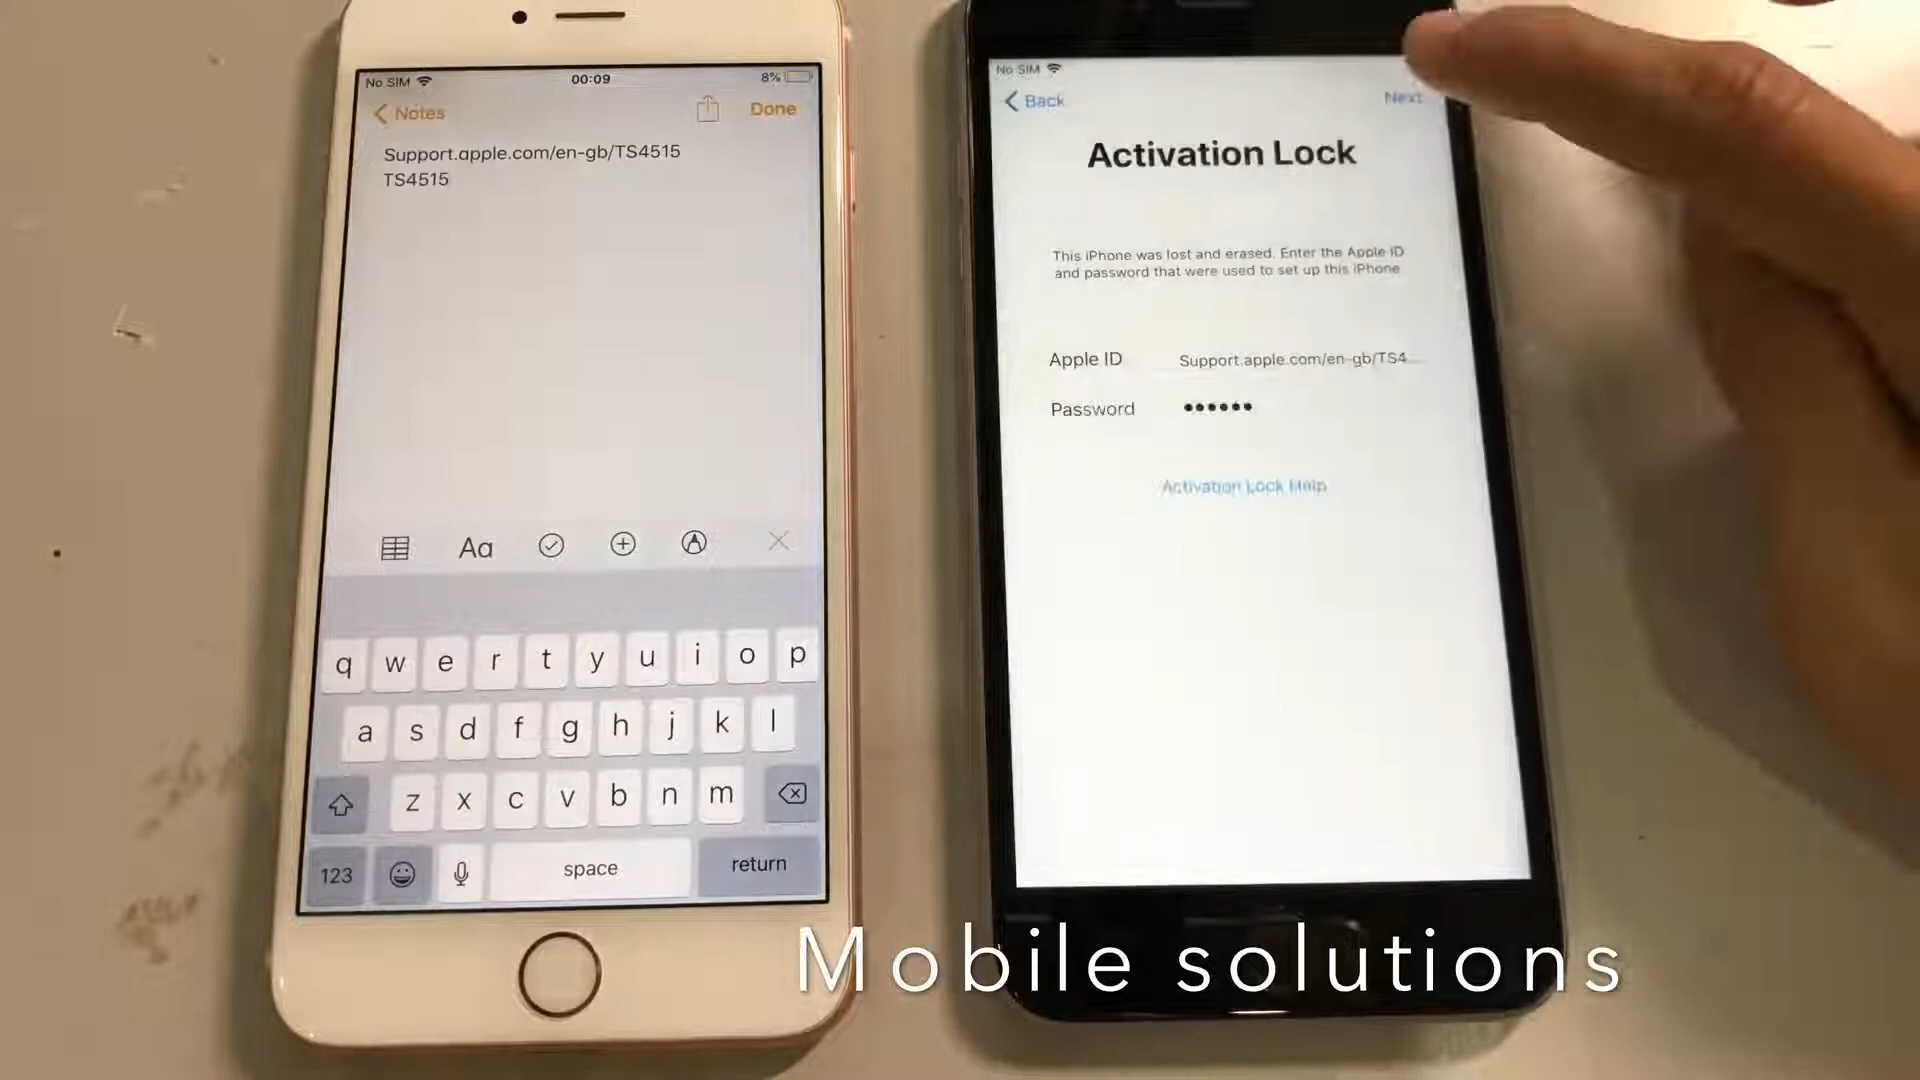 No SIM 00:09 8%
Notes Done
Support.apple.com/en-gb/TS4515
TS4515
Aa
q w e r t y u i o p
a s d f g h j k l
z x c v b n m
123 space return
No SIM
Back Next
Activation Lock
This iPhone was lost and erased. Enter the Apple ID
and password that were used to set up this iPhone
Apple ID Support.apple.com/en-gb/TS4...
Password ••••••
Activation Lock Help
Mobile solutions